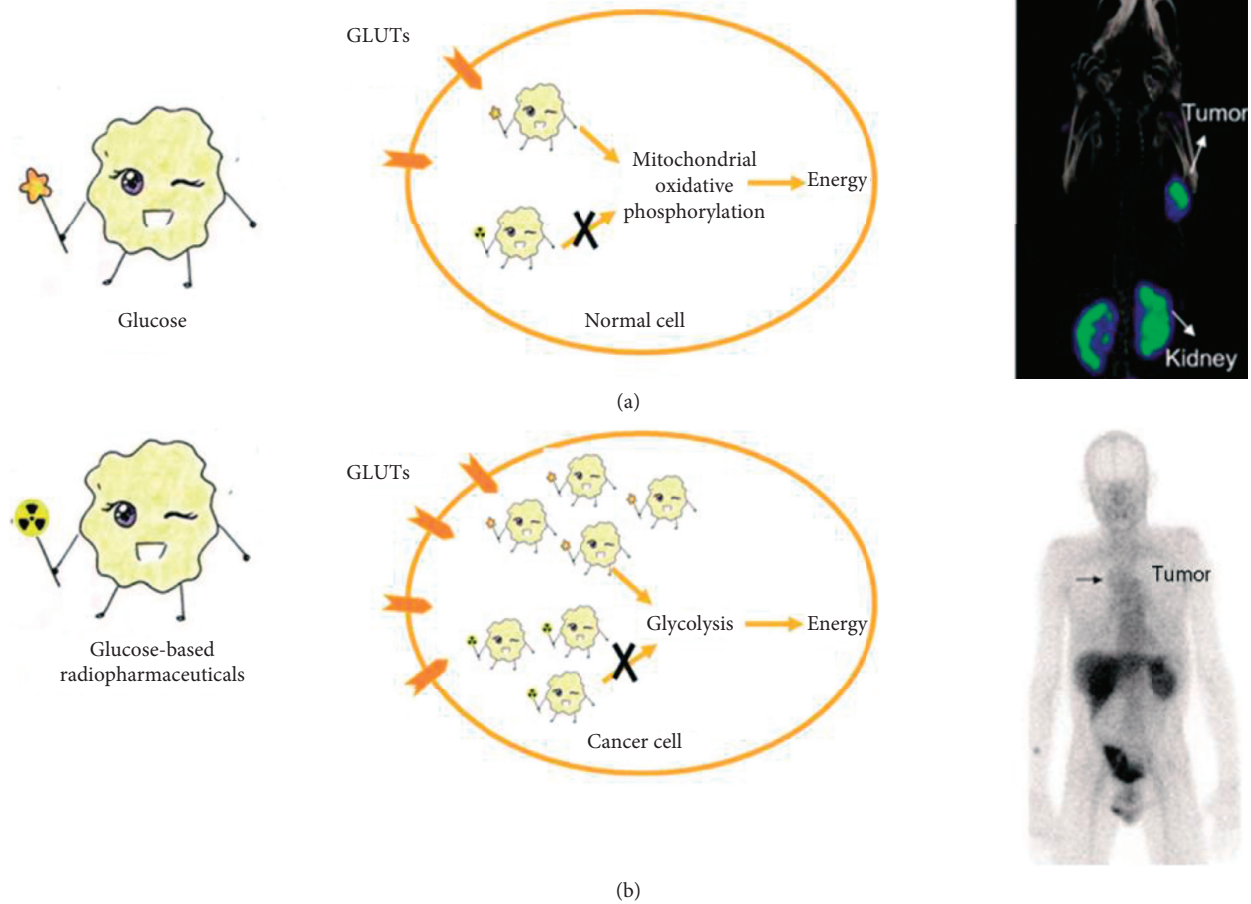 GLUTs
Glucose
Mitochondrial
oxidative
phosphorylation
Energy
Normal cell
Tumor
Kidney
(a)
GLUTs
Glucose-based
radiopharmaceuticals
Glycolysis
Energy
Cancer cell
Tumor
(b)